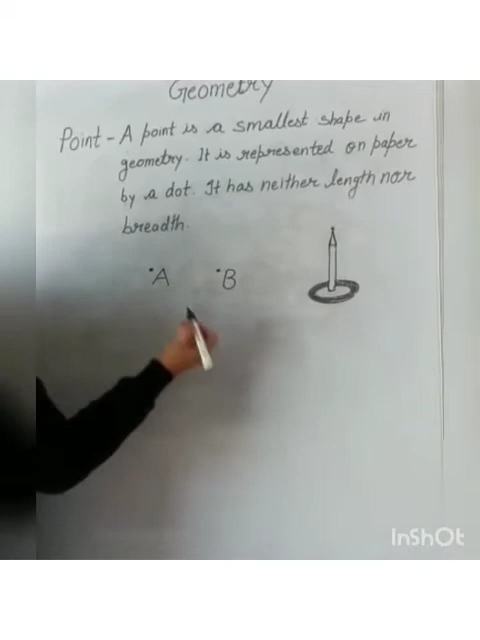 Geometry
Point - A point is a smallest shape in
geometry. It is represented on paper
by a dot. It has neither length nor
breadth.
A B
InShOt